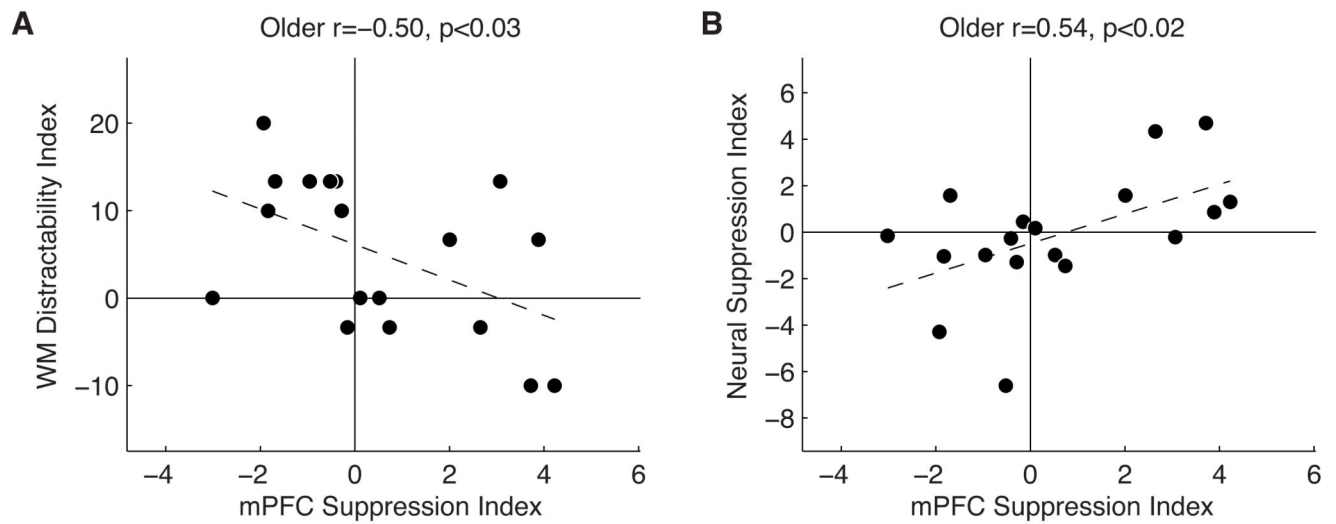 A
Older r=−0.50, p<0.03
WM Distractability Index
20
10
0
−10
−4 −2 0 2 4 6
mPFC Suppression Index
B
Older r=0.54, p<0.02
Neural Suppression Index
6
4
2
0
−2
−4
−6
−8
−4 −2 0 2 4 6
mPFC Suppression Index